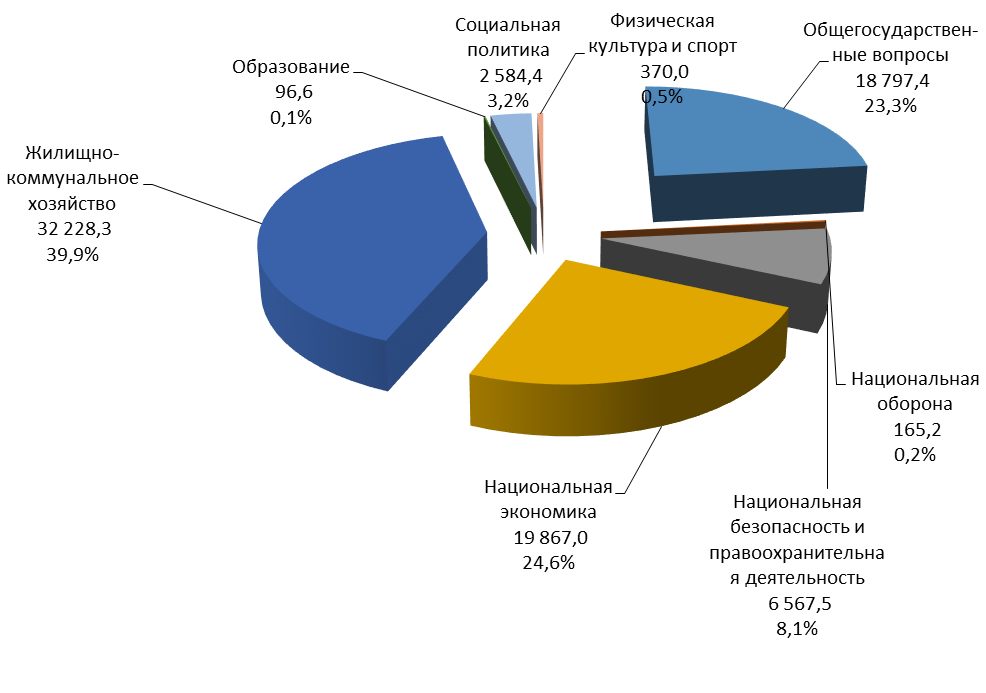 Социальная
политика
2 584,4
3,2%
Физическая
культура и спорт
370,0
0,5%
Общегосударствен-
ные вопросы
18 797,4
23,3%
Образование
96,6
0,1%
Жилищно-
коммунальное
хозяйство
32 228,3
39,9%
Национальная
оборона
165,2
0,2%
Национальная
экономика
19 867,0
24,6%
Национальная
безопасность и
правоохранительна
я деятельность
6 567,5
8,1%